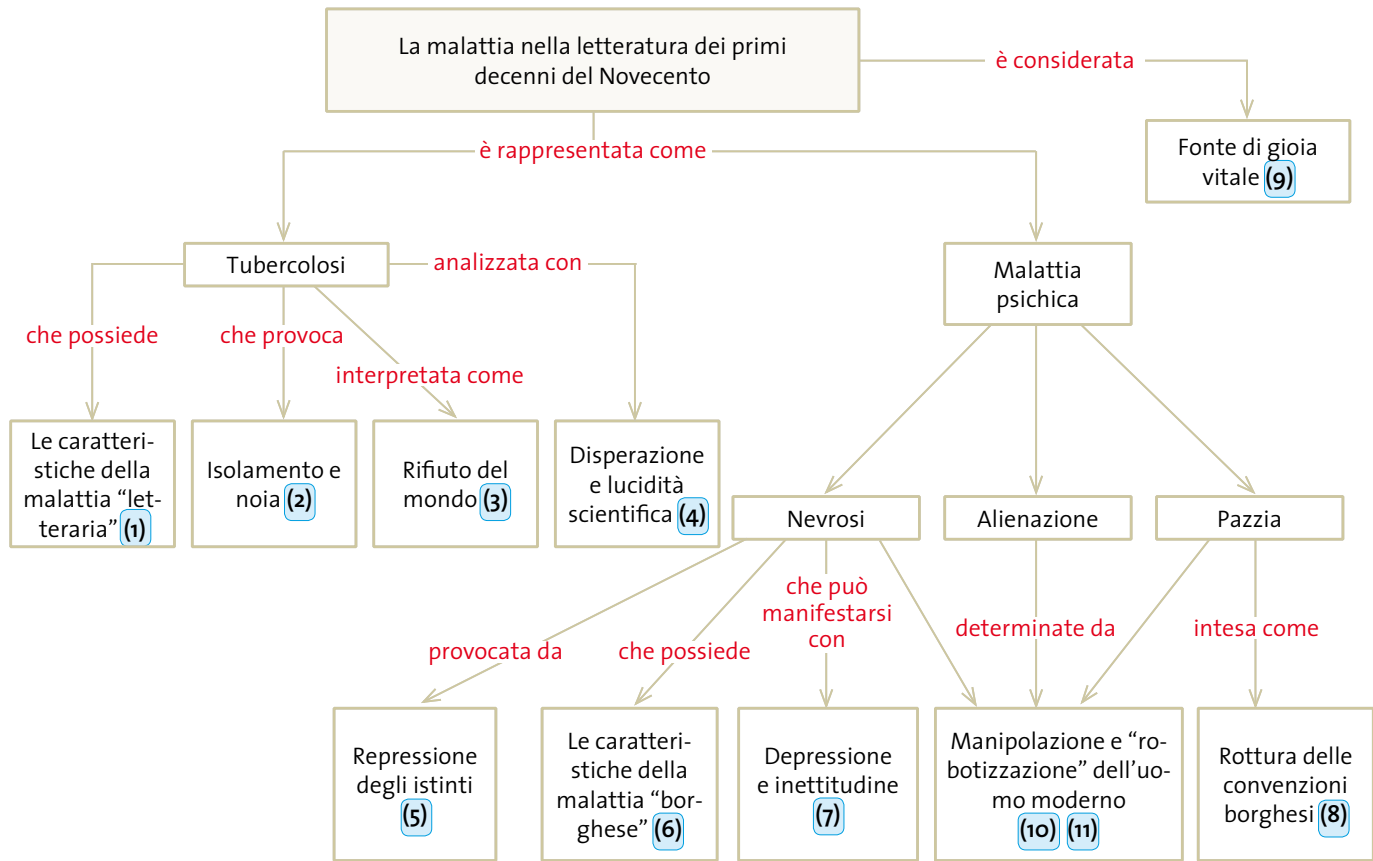 La malattia nella letteratura dei primi
decenni del Novecento
è considerata
Fonte di gioia
vitale (9)
è rappresentata come
Tubercolosi
analizzata con
Malattia
psichica
che possiede
che provoca
interpretata come
Le caratteri-
stiche della
malattia “let-
teraria” (1)
Isolamento e
noia (2)
Rifiuto del
mondo (3)
Disperazione
e lucidità
scientifica (4)
Nevrosi
Alienazione
Pazzia
provocata da
che possiede
che può
manifestarsi
con
determinate da
intesa come
Repressione
degli istinti
(5)
Le caratteri-
stiche della
malattia “bor-
ghese” (6)
Depressione
e inettitudine
(7)
Manipolazione e “ro-
botizzazione” dell’uo-
mo moderno
(10) (11)
Rottura delle
convenzioni
borghesi (8)